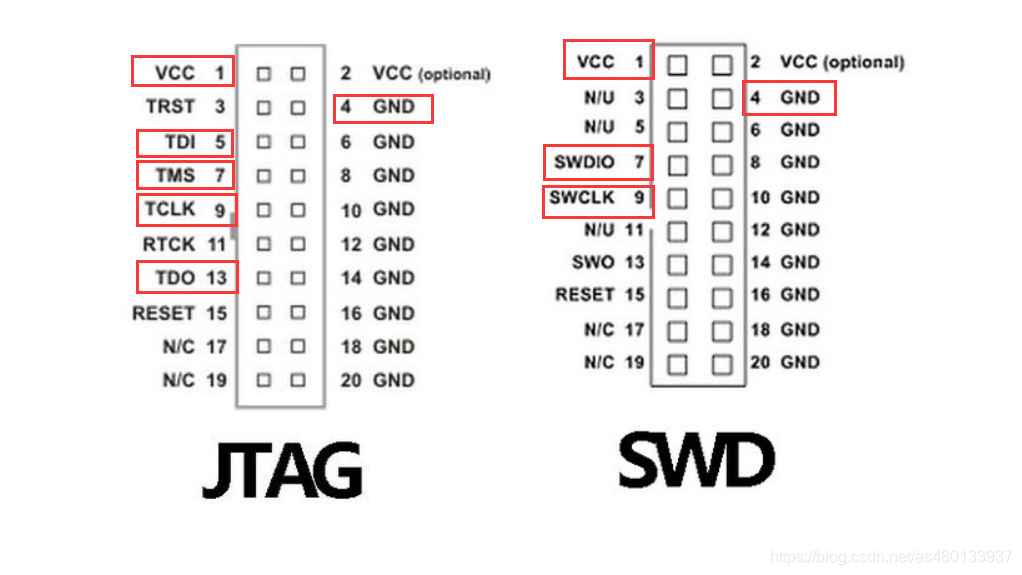 VCC 1 2 VCC (optional)
TRST 3 4 GND
TDI 5 6 GND
TMS 7 8 GND
TCLK 9 10 GND
RTCK 11 12 GND
TDO 13 14 GND
RESET 15 16 GND
N/C 17 18 GND
N/C 19 20 GND
JTAG
VCC 1 2 VCC (optional)
N/U 3 4 GND
N/U 5 6 GND
SWDIO 7 8 GND
SWCLK 9 10 GND
N/U 11 12 GND
SWO 13 14 GND
RESET 15 16 GND
N/C 17 18 GND
N/C 19 20 GND
SWD
https://blog.csdn.net/as480133937